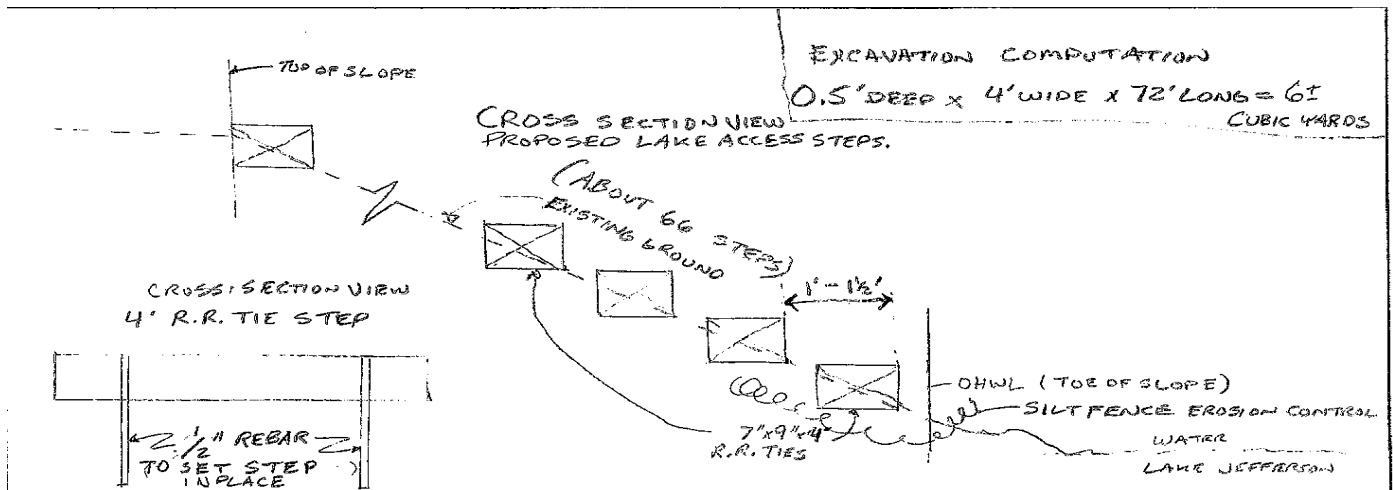 TOP OF SLOPE
EXCAVATION COMPUTATION
0.5' DEEP x 4' WIDE x 72' LONG = 6±
CUBIC YARDS
CROSS SECTION VIEW
PROPOSED LAKE ACCESS STEPS.
(ABOUT 66 STEPS)
EXISTING GROUND
1' - 1½'
CROSS SECTION VIEW
4' R.R. TIE STEP
½" REBAR
TO SET STEP
IN PLACE
7"x9"x4'
R.R. TIES
OHWL (TOE OF SLOPE)
SILT FENCE EROSION CONTROL
WATER
LAKE JEFFERSON